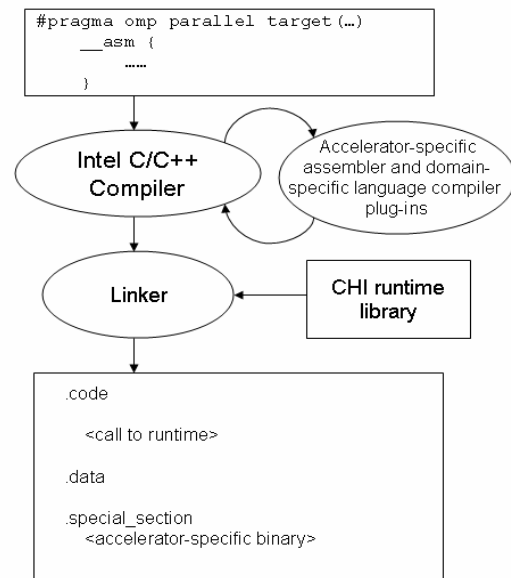 #pragma omp parallel target(…)
__asm {
……
}
Intel C/C++
Compiler
Accelerator-specific
assembler and domain-
specific language compiler
plug-ins
Linker
CHI runtime
library
.code
<call to runtime>
.data
.special_section
<accelerator-specific binary>